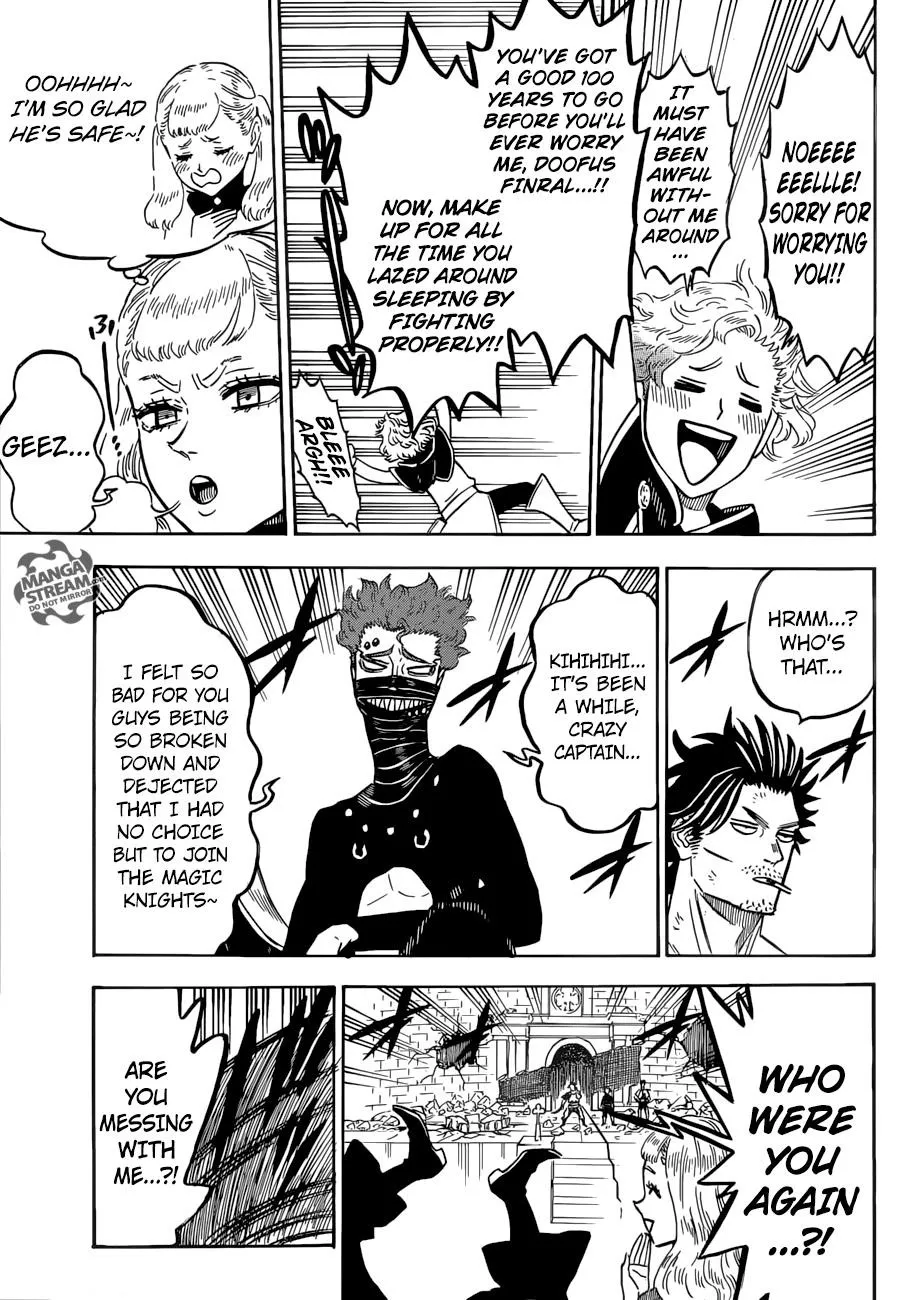 NOEEEE
EEELLLE!
SORRY FOR
WORRYING
YOU!!
IT
MUST
HAVE
BEEN
AWFUL
WITH-
OUT ME
AROUND
...
YOU'VE GOT
A GOOD 100
YEARS TO GO
BEFORE YOU'LL
EVER WORRY
ME, DOOFUS
FINRAL...!!
NOW, MAKE
UP FOR ALL
THE TIME YOU
LAZED AROUND
SLEEPING BY
FIGHTING
PROPERLY!!
BLEEE
ARGH!!
OOHHHH~
I'M SO GLAD
HE'S SAFE~!
GEEZ...
MANGA
STREAM.com
DO NOT MIRROR
HRMM...?
WHO'S
THAT...
KIHIHIHI...
IT'S BEEN
A WHILE,
CRAZY
CAPTAIN...
I FELT SO
BAD FOR YOU
GUYS BEING
SO BROKEN
DOWN AND
DEJECTED
THAT I HAD
NO CHOICE
BUT TO JOIN
THE MAGIC
KNIGHTS~
WHO
WERE
YOU
AGAIN
...?!
ARE
YOU
MESSING
WITH
ME...?!